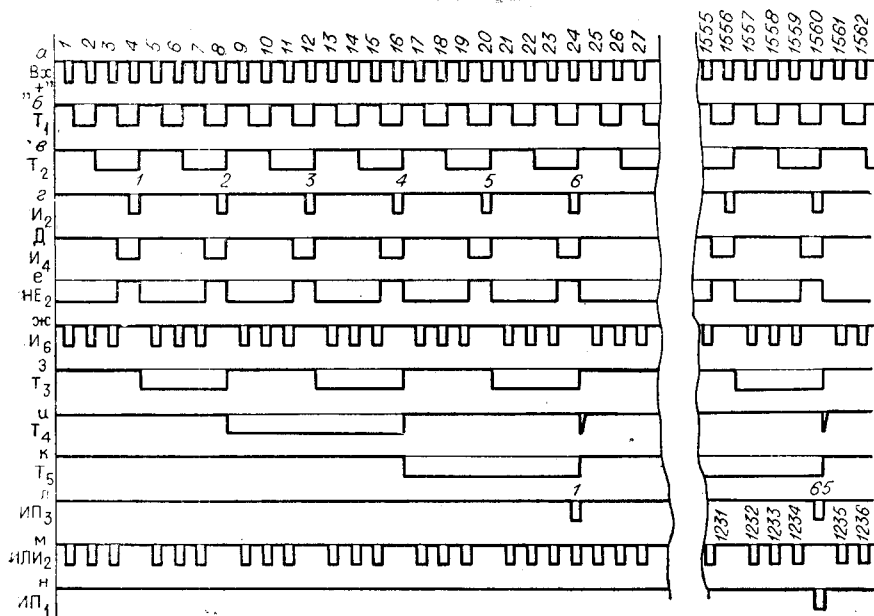 а 1 2 3 4 5 6 7 8 9 10 11 12 13 14 15 16 17 18 19 20 21 22 23 24 25 26 27 1555 1556 1557 1558 1559 1560 1561 1562
Вх
"+"
б
Т1
в
Т2
1 2 3 4 5 6
г
И2
Д
И4
е
НЕ2
ж
И6
з
Т3
и
Т4
к
Т5
л 1 65
ИП3
1231 1232 1233 1234 1235 1236
м
ИЛИ2
н
ИП1